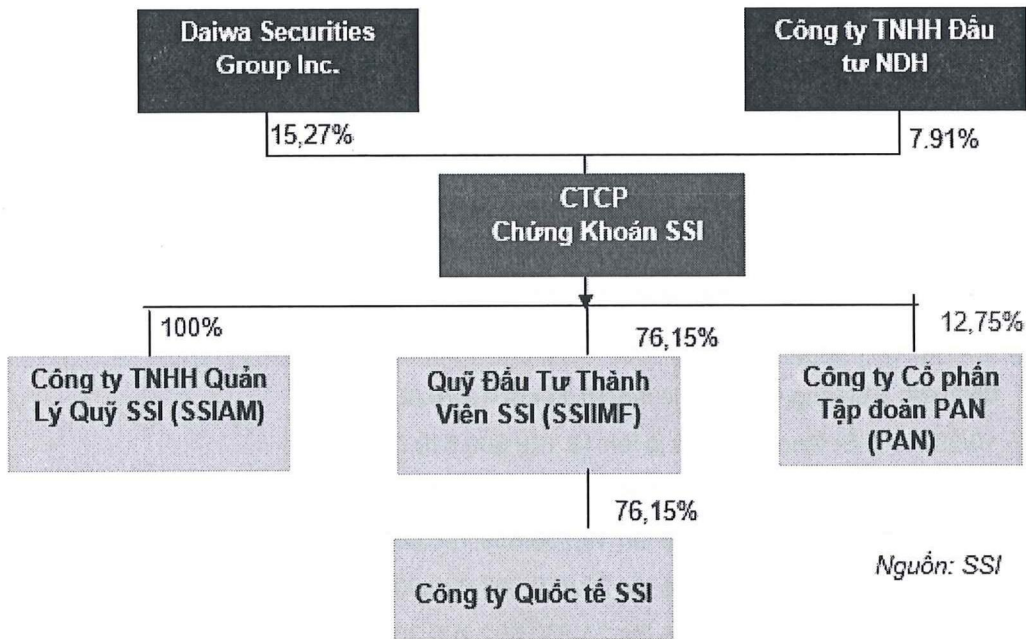 Daiwa Securities
Group Inc.
Công ty TNHH Đầu
tư NDH
15,27%
7.91%
CTCP
Chứng Khoán SSI
100%
76,15%
12,75%
Công ty TNHH Quản
Lý Quỹ SSI (SSIAM)
Quỹ Đầu Tư Thành
Viên SSI (SSIIMF)
Công ty Cổ phần
Tập đoàn PAN
(PAN)
76,15%
Công ty Quốc tế SSI
Nguồn: SSI